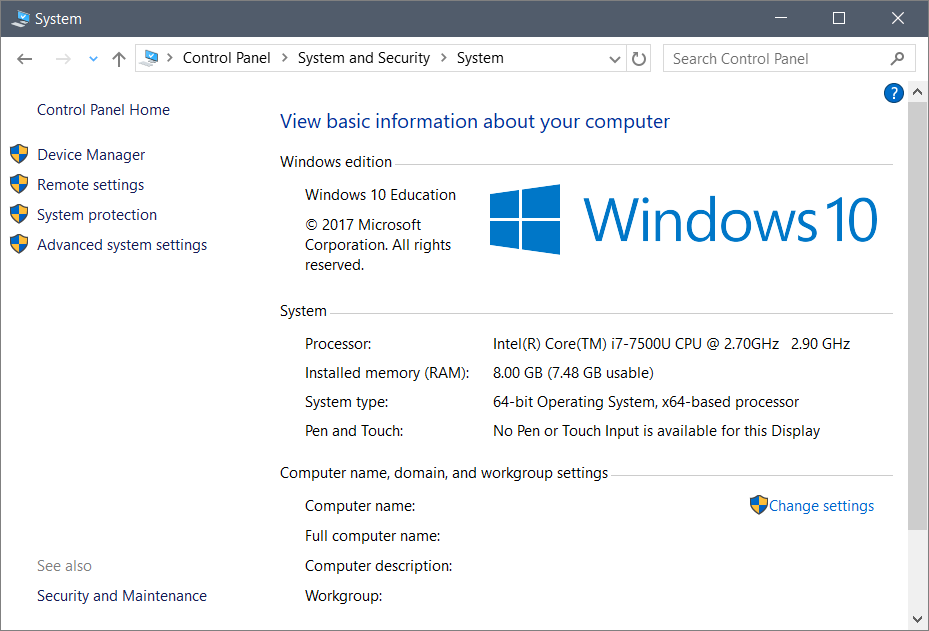 System
Control Panel > System and Security > System
Search Control Panel
?
Control Panel Home
Device Manager
Remote settings
System protection
Advanced system settings
See also
Security and Maintenance
View basic information about your computer
Windows edition
Windows 10 Education
© 2017 Microsoft
Corporation. All rights
reserved.
Windows 10
System
Processor: Intel(R) Core(TM) i7-7500U CPU @ 2.70GHz 2.90 GHz
Installed memory (RAM): 8.00 GB (7.48 GB usable)
System type: 64-bit Operating System, x64-based processor
Pen and Touch: No Pen or Touch Input is available for this Display
Computer name, domain, and workgroup settings
Computer name: Change settings
Full computer name:
Computer description:
Workgroup: